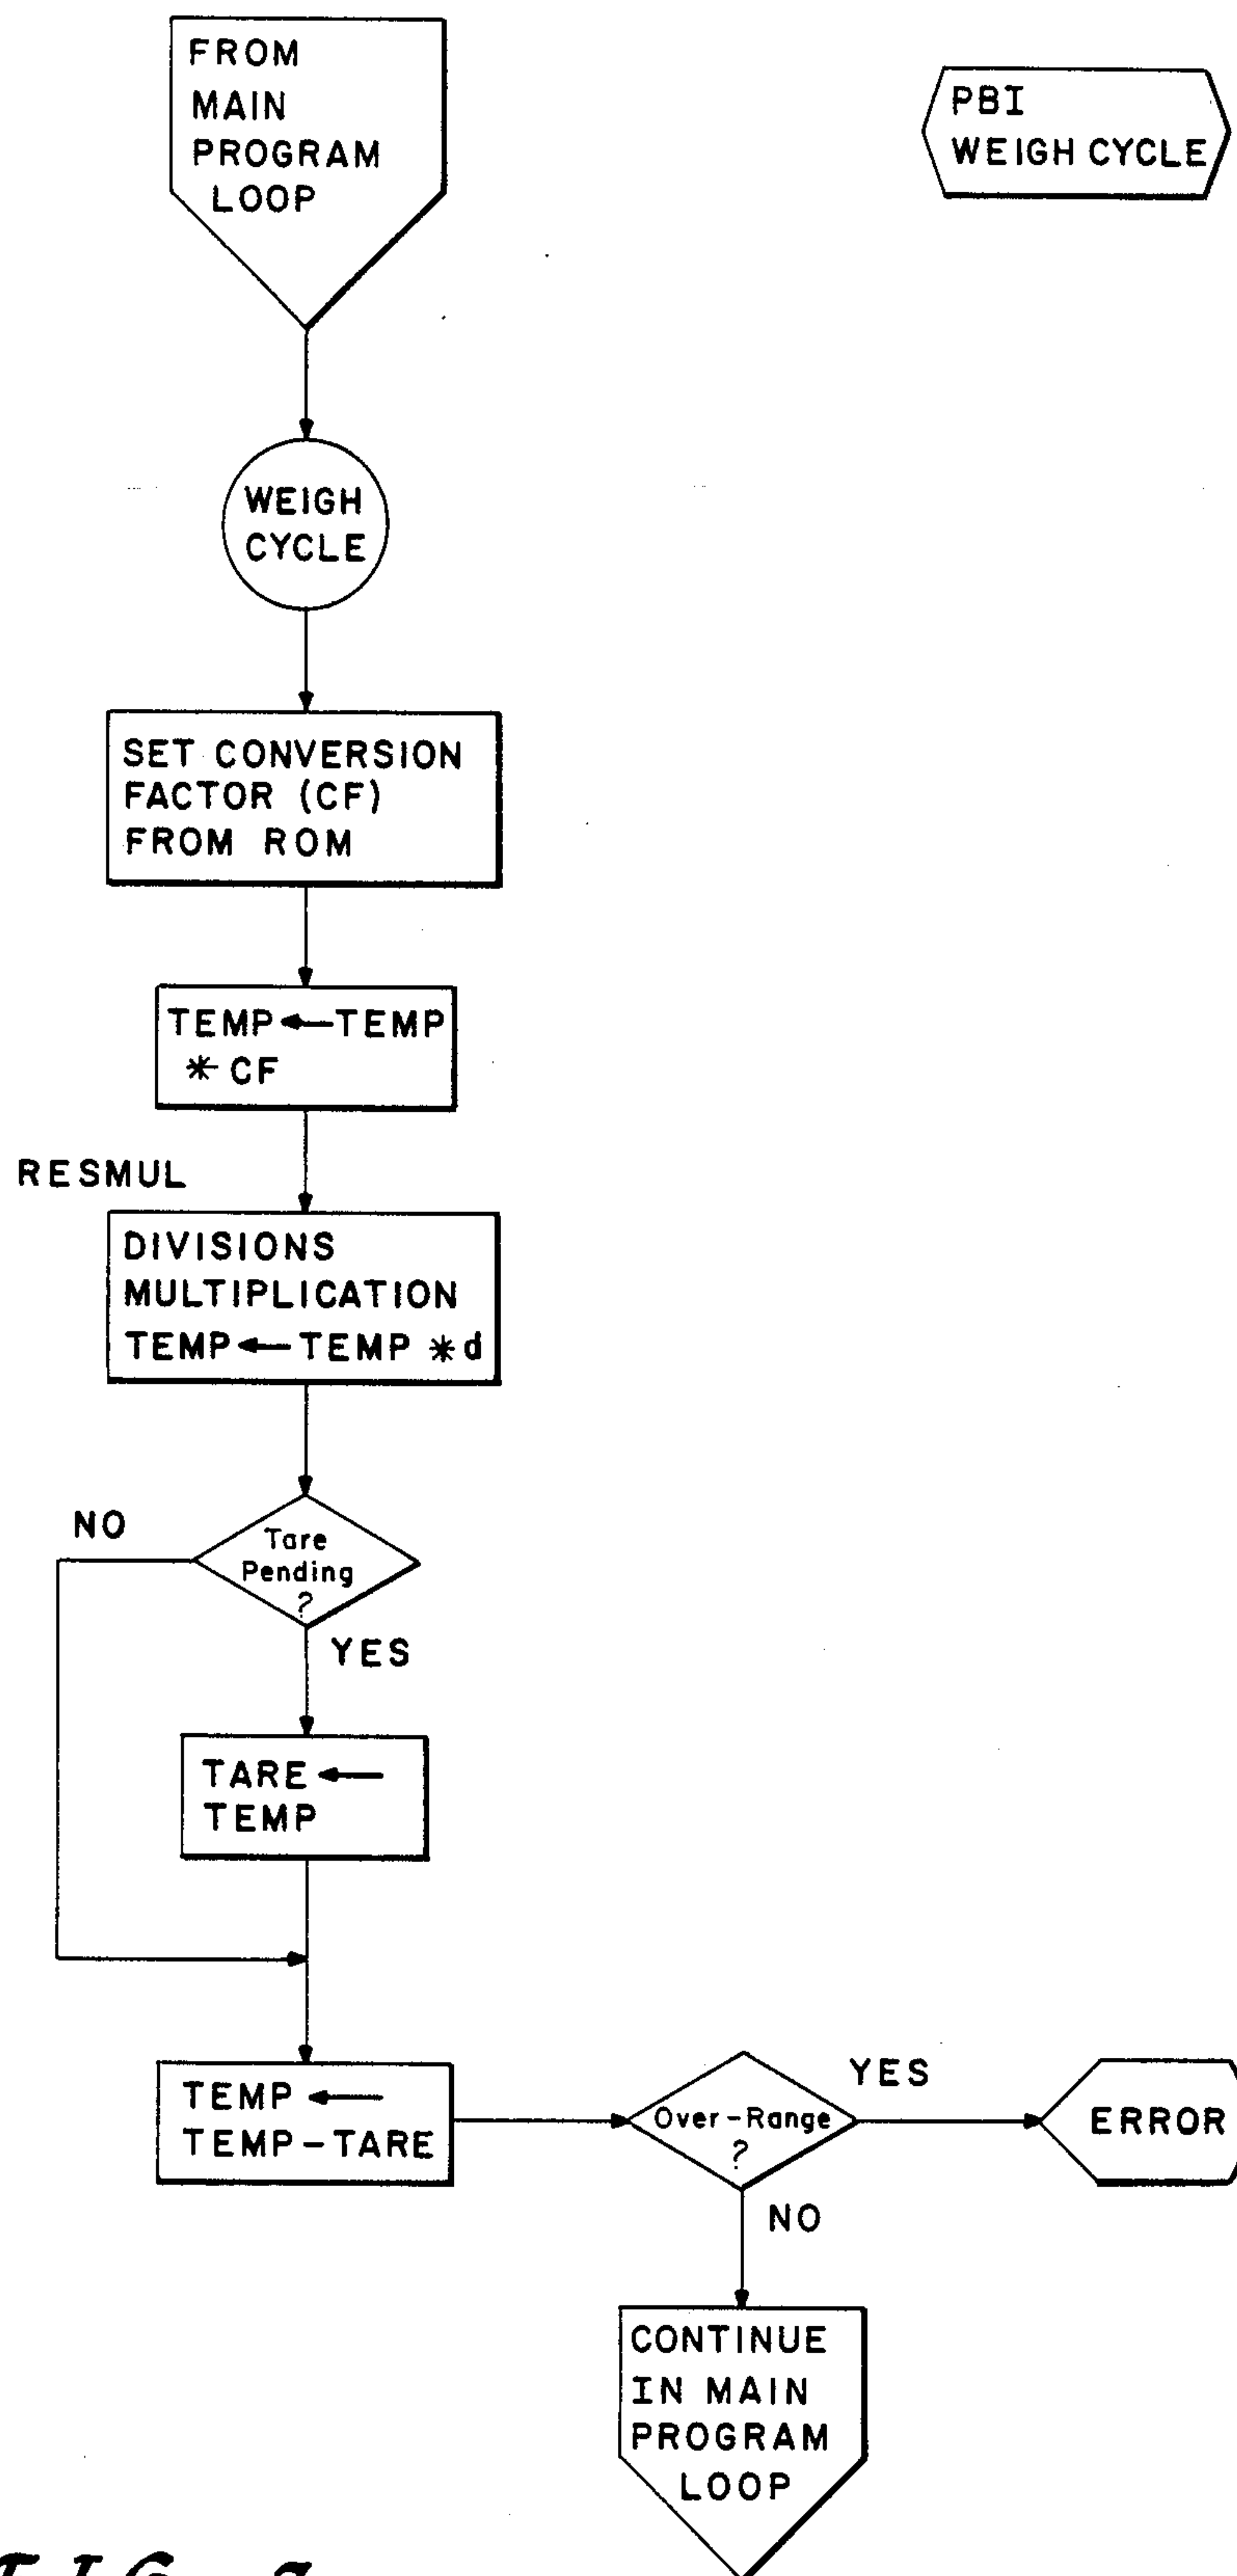 FROM
MAIN
PROGRAM
LOOP
PBI
WEIGH CYCLE
WEIGH
CYCLE
SET CONVERSION
FACTOR (CF)
FROM ROM
TEMP ← TEMP
* CF
RESMUL
DIVISIONS
MULTIPLICATION
TEMP ← TEMP * d
Tare
Pending
?
NO
YES
TARE ←
TEMP
TEMP ←
TEMP - TARE
Over-Range
?
YES
ERROR
NO
CONTINUE
IN MAIN
PROGRAM
LOOP